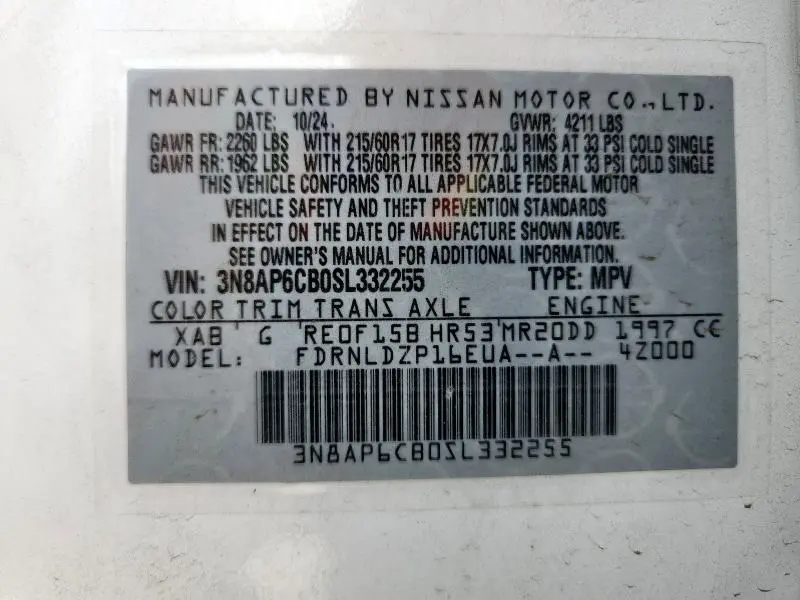 MANUFACTURED BY NISSAN MOTOR CO., LTD.
DATE: 10/24 GVWR: 4211 LBS
GAWR FR: 2260 LBS WITH 215/60R17 TIRES 17X7.0J RIMS AT 33 PSI COLD SINGLE
GAWR RR: 1962 LBS WITH 215/60R17 TIRES 17X7.0J RIMS AT 33 PSI COLD SINGLE
THIS VEHICLE CONFORMS TO ALL APPLICABLE FEDERAL MOTOR
VEHICLE SAFETY AND THEFT PREVENTION STANDARDS
IN EFFECT ON THE DATE OF MANUFACTURE SHOWN ABOVE.
SEE OWNER'S MANUAL FOR ADDITIONAL INFORMATION.
VIN: 3N8AP6CB0SL332255 TYPE: MPV
COLOR TRIM TRANS AXLE ENGINE
XAB G RE0F15B HR53 MR20DD 1997 CC
MODEL: FDRNLDZP16EUA--A-- 4Z000
3N8AP6CB0SL332255